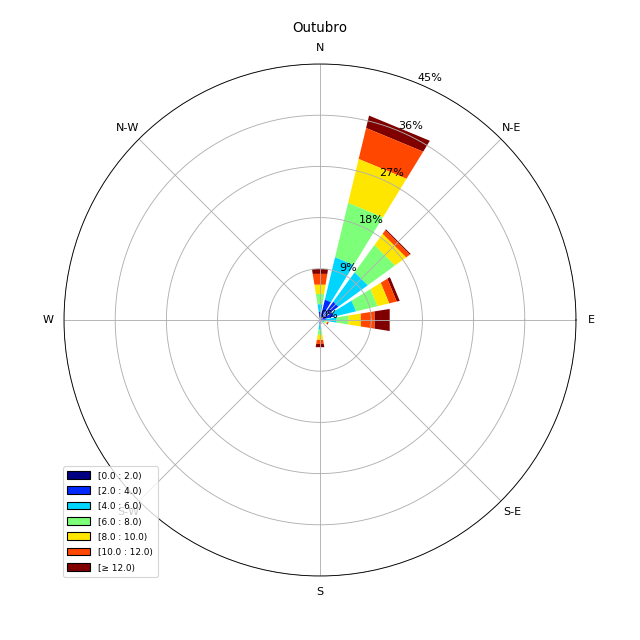 Outubro
N
45%
N-W
36%
N-E
27%
18%
9%
0%
W
E
[0.0 : 2.0)
[2.0 : 4.0)
[4.0 : 6.0)
S-W
[6.0 : 8.0)
[8.0 : 10.0)
[10.0 : 12.0)
[≥ 12.0)
S-E
S